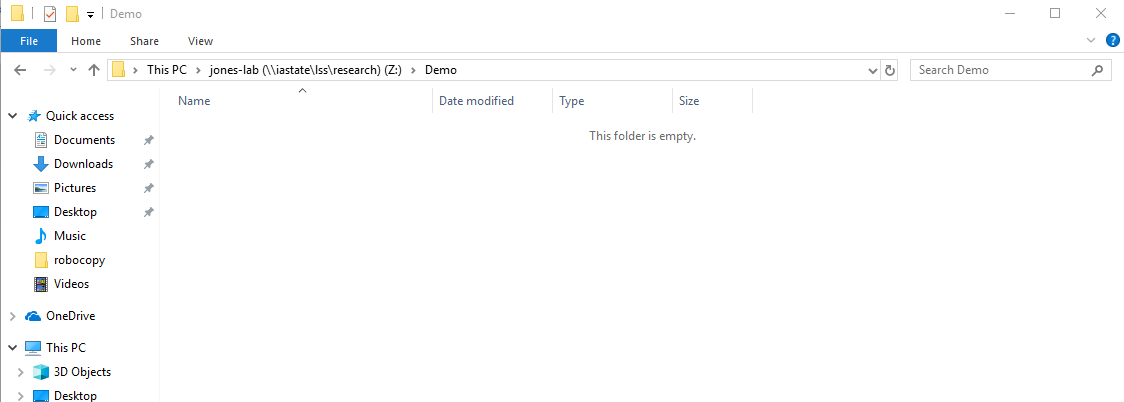 Demo
File Home Share View
This PC jones-lab (\\iastate\lss\research) (Z:) Demo Search Demo
Name Date modified Type Size
This folder is empty.
Quick access
Documents
Downloads
Pictures
Desktop
Music
robocopy
Videos
OneDrive
This PC
3D Objects
Desktop